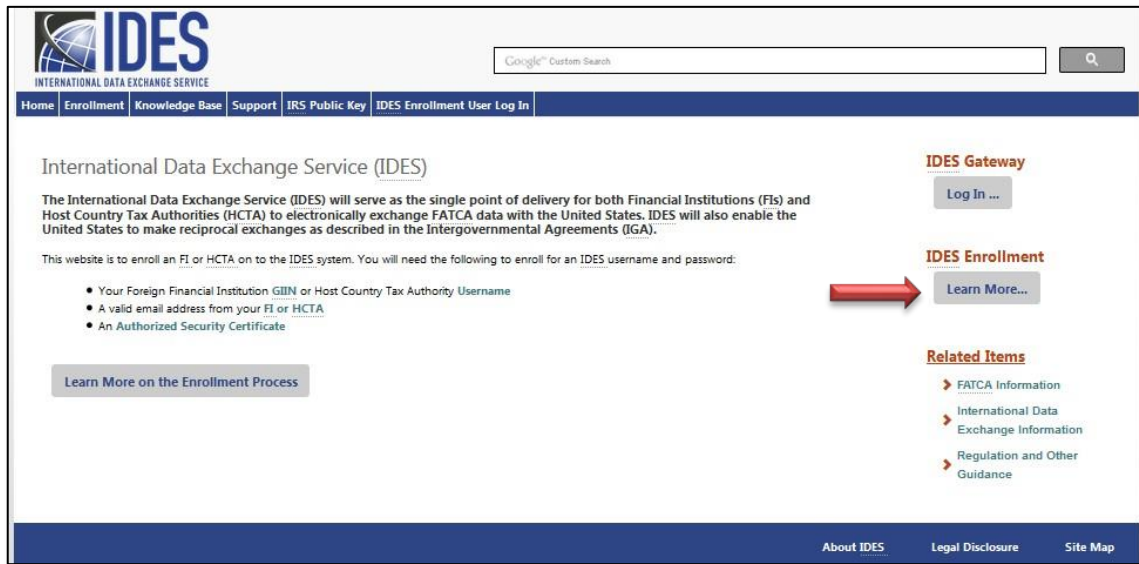 IDES
INTERNATIONAL DATA EXCHANGE SERVICE
Google™ Custom Search
Home Enrollment Knowledge Base Support IRS Public Key IDES Enrollment User Log In
International Data Exchange Service (IDES)
The International Data Exchange Service (IDES) will serve as the single point of delivery for both Financial Institutions (FIs) and
Host Country Tax Authorities (HCTA) to electronically exchange FATCA data with the United States. IDES will also enable the
United States to make reciprocal exchanges as described in the Intergovernmental Agreements (IGA).
This website is to enroll an FI or HCTA on to the IDES system. You will need the following to enroll for an IDES username and password:
• Your Foreign Financial Institution GIIN or Host Country Tax Authority Username
• A valid email address from your FI or HCTA
• An Authorized Security Certificate
Learn More on the Enrollment Process
IDES Gateway
Log In ...
IDES Enrollment
Learn More...
Related Items
FATCA Information
International Data
Exchange Information
Regulation and Other
Guidance
About IDES Legal Disclosure Site Map